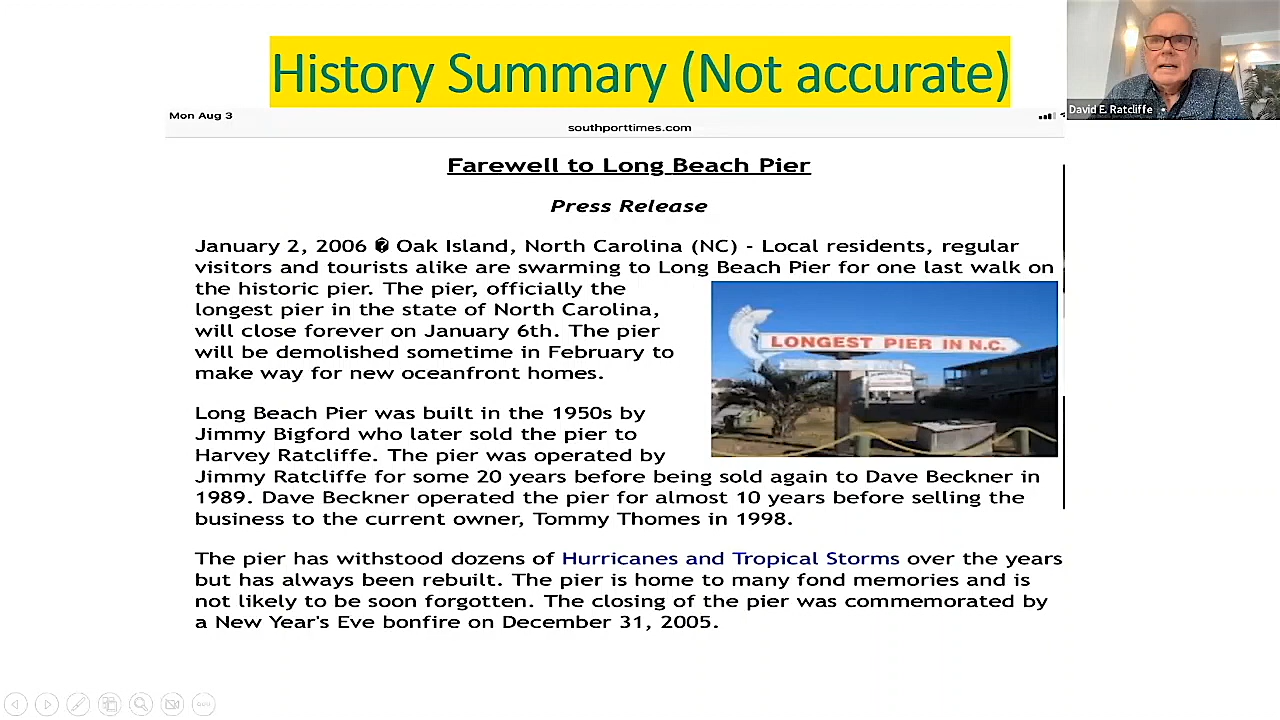 History Summary (Not accurate)
David E. Ratcliffe
Mon Aug 3
southporttimes.com
Farewell to Long Beach Pier
Press Release
January 2, 2006 � Oak Island, North Carolina (NC) - Local residents, regular
visitors and tourists alike are swarming to Long Beach Pier for one last walk on
the historic pier. The pier, officially the
longest pier in the state of North Carolina,
will close forever on January 6th. The pier
will be demolished sometime in February to
make way for new oceanfront homes.
LONGEST PIER IN N.C.
Long Beach Pier was built in the 1950s by
Jimmy Bigford who later sold the pier to
Harvey Ratcliffe. The pier was operated by
Jimmy Ratcliffe for some 20 years before being sold again to Dave Beckner in
1989. Dave Beckner operated the pier for almost 10 years before selling the
business to the current owner, Tommy Thomes in 1998.
The pier has withstood dozens of Hurricanes and Tropical Storms over the years
but has always been rebuilt. The pier is home to many fond memories and is
not likely to be soon forgotten. The closing of the pier was commemorated by
a New Year's Eve bonfire on December 31, 2005.